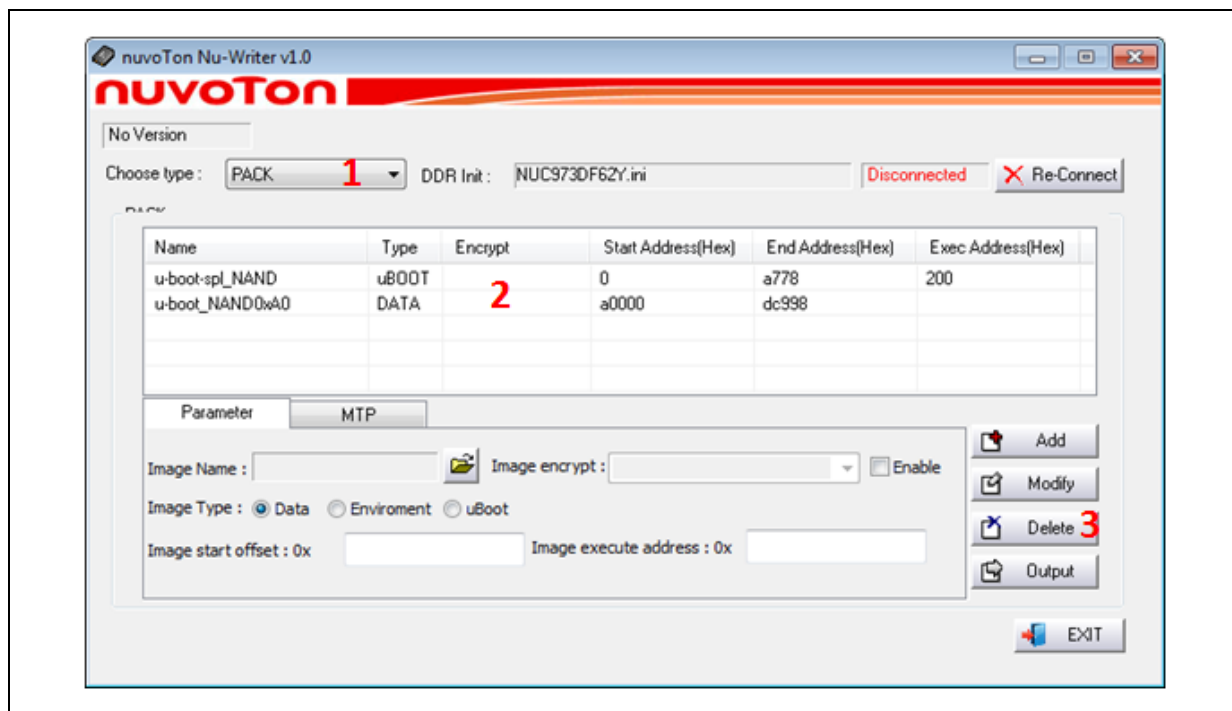 nuvoTon Nu-Writer v1.0
nuvoTon
No Version
Choose type : PACK 1 DDR Init : NUC973DF62Y.ini Disconnected Re-Connect
PACK
Name Type Encrypt Start Address(Hex) End Address(Hex) Exec Address(Hex)
u-boot-spl_NAND uBOOT 0 a778 200
2
u-boot_NAND0xA0 DATA a0000 dc998
Parameter MTP
Add
Image Name : Image encrypt : Enable
Modify
Image Type : Data Enviroment uBoot
Delete 3
Image start offset : 0x Image execute address : 0x
Output
EXIT